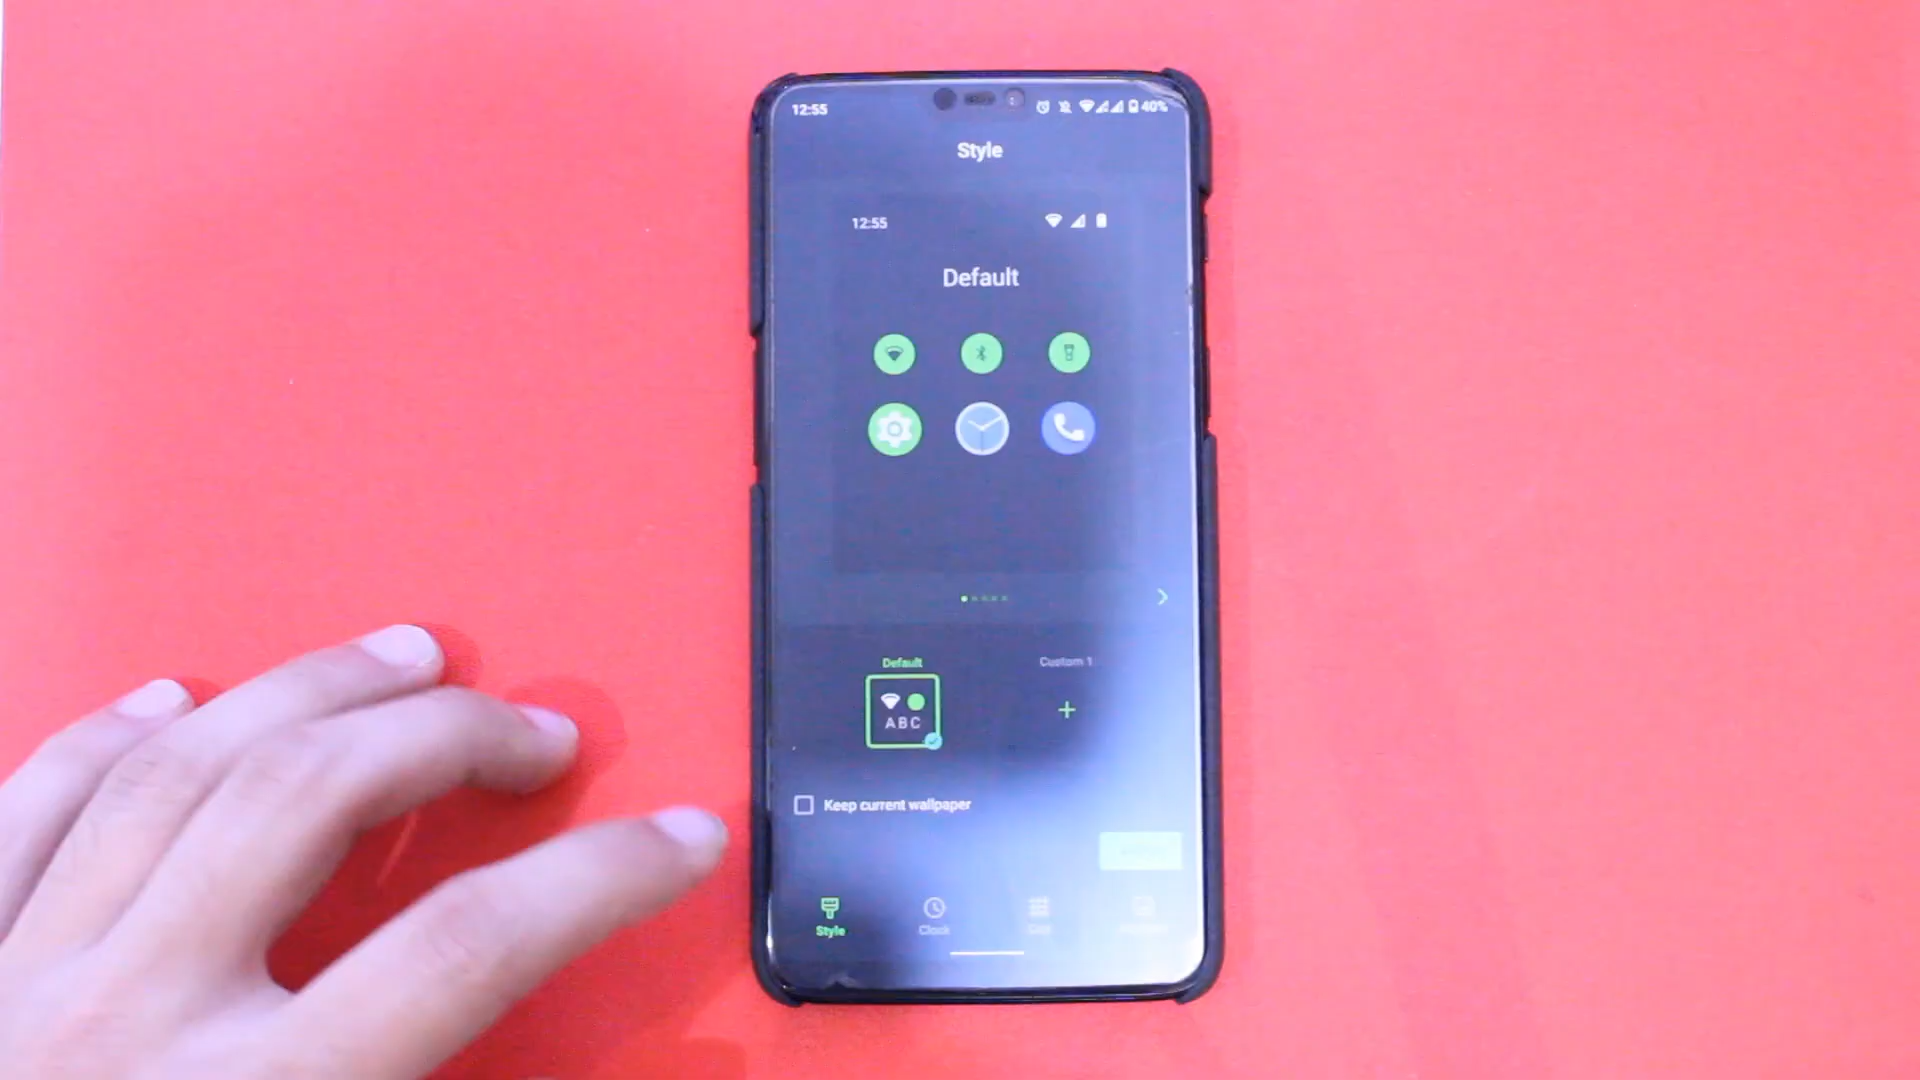 12:55
40%
Style
12:55
Default
Default
Custom 1
ABC
Keep current wallpaper
Style
Clock